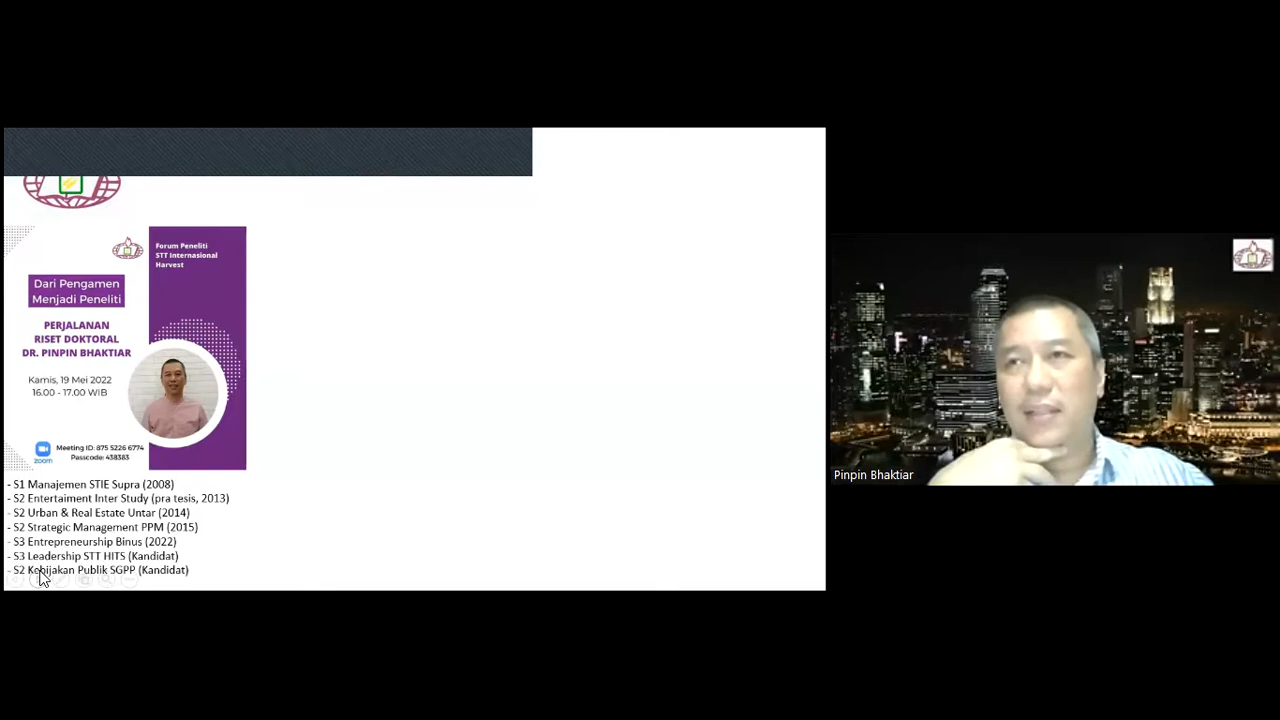 Forum Peneliti
STT Internasional
Harvest
Dari Pengamen
Menjadi Peneliti
PERJALANAN
RISET DOKTORAL
DR. PINPIN BHAKTIAR
Kamis, 19 Mei 2022
16.00 - 17.00 WIB
zoom
Meeting ID: 875 5226 6774
Passcode: 438383
- S1 Manajemen STIE Supra (2008)
- S2 Entertaiment Inter Study (pra tesis, 2013)
- S2 Urban & Real Estate Untar (2014)
- S2 Strategic Management PPM (2015)
- S3 Entrepreneurship Binus (2022)
- S3 Leadership STT HITS (Kandidat)
- S2 Kebijakan Publik SGPP (Kandidat)
Pinpin Bhaktiar